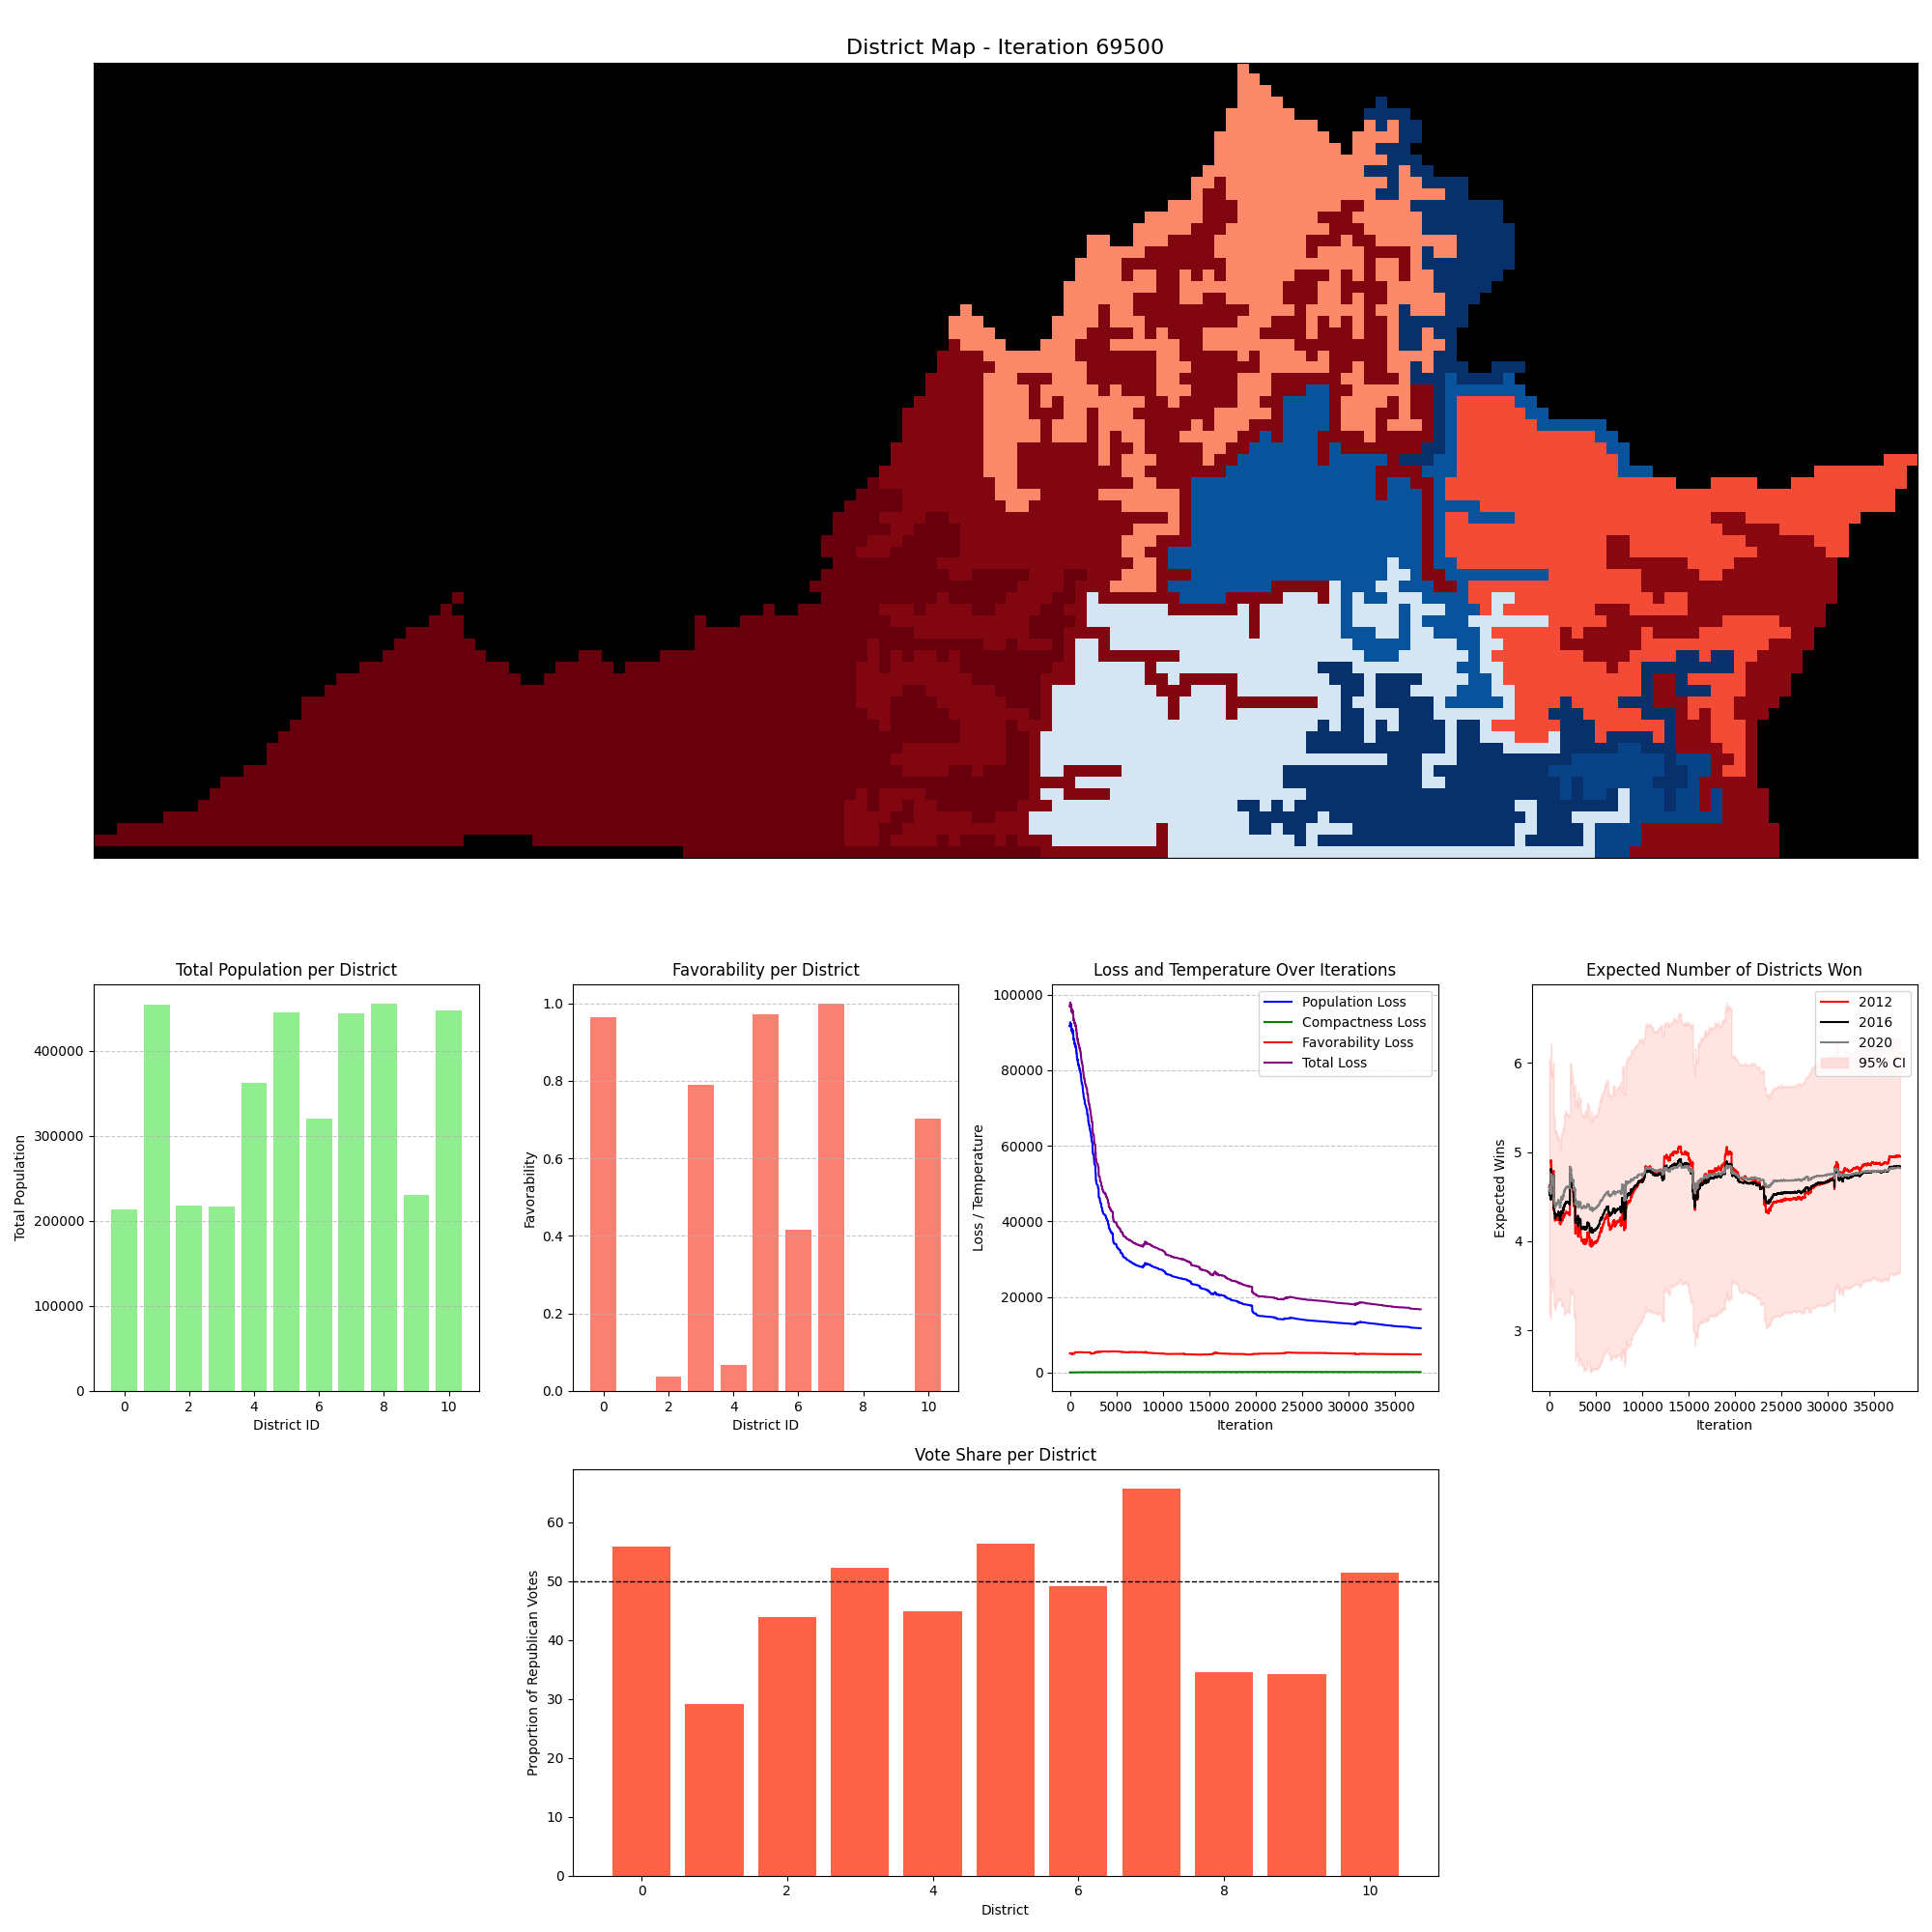 District Map - Iteration 69500
Total Population per District
Total Population
400000
300000
200000
100000
0
0 2 4 6 8 10
District ID
Favorability per District
Favorability
1.0
0.8
0.6
0.4
0.2
0.0
0 2 4 6 8 10
District ID
Loss and Temperature Over Iterations
Loss / Temperature
100000
80000
60000
40000
20000
0
Population Loss
Compactness Loss
Favorability Loss
Total Loss
0 5000 10000 15000 20000 25000 30000 35000
Iteration
Expected Number of Districts Won
Expected Wins
6
5
4
3
2012
2016
2020
95% CI
0 5000 10000 15000 20000 25000 30000 35000
Iteration
Vote Share per District
Proportion of Republican Votes
60
50
40
30
20
10
0
0 2 4 6 8 10
District